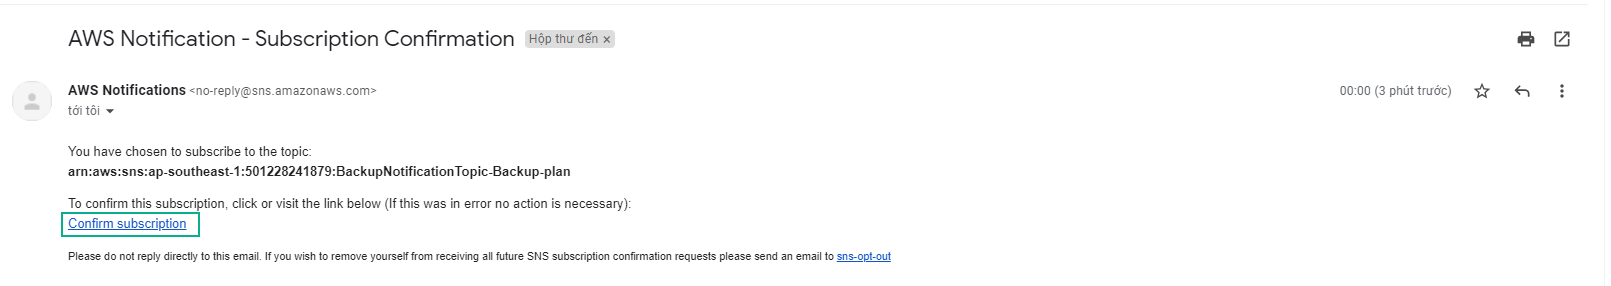 AWS Notification - Subscription Confirmation Hộp thư đến ×
AWS Notifications <no-reply@sns.amazonaws.com> 00:00 (3 phút trước)
tới tôi
You have chosen to subscribe to the topic:
arn:aws:sns:ap-southeast-1:501228241879:BackupNotificationTopic-Backup-plan
To confirm this subscription, click or visit the link below (If this was in error no action is necessary):
Confirm subscription
Please do not reply directly to this email. If you wish to remove yourself from receiving all future SNS subscription confirmation requests please send an email to sns-opt-out